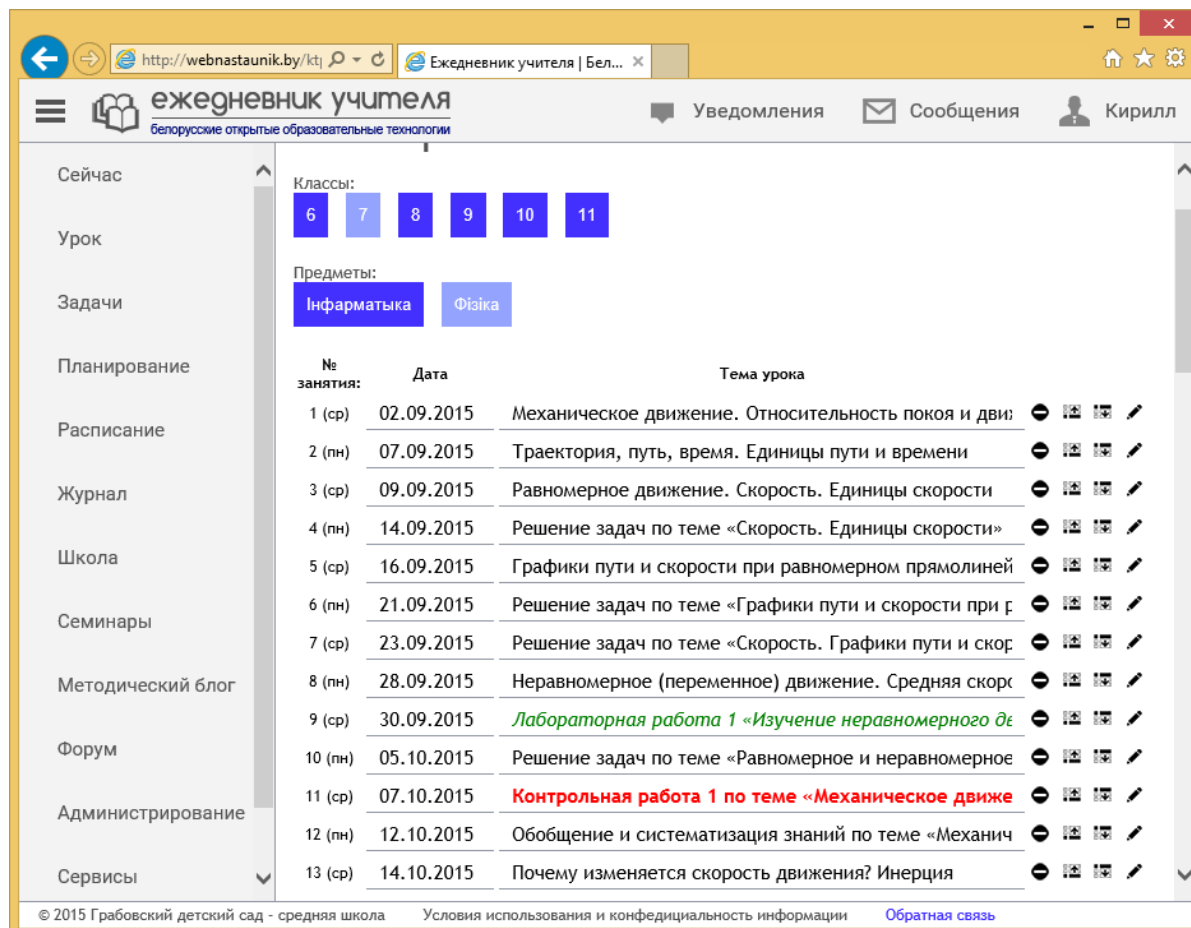 http://webnastaunik.by/kt
Ежедневник учителя | Бел...
ежедневник учителя
белорусские открытые образовательные технологии
Уведомления
Сообщения
Кирилл
Сейчас
Урок
Задачи
Планирование
Расписание
Журнал
Школа
Семинары
Методический блог
Форум
Администрирование
Сервисы
Классы:
6 7 8 9 10 11
Предметы:
Інфарматыка Фізіка
№ занятия: Дата Тема урока
1 (ср) 02.09.2015 Механическое движение. Относительность покоя и
2 (пн) 07.09.2015 Траектория, путь, время. Единицы пути и времени
3 (ср) 09.09.2015 Равномерное движение. Скорость. Единицы скорости
4 (пн) 14.09.2015 Решение задач по теме «Скорость. Единицы скорости»
5 (ср) 16.09.2015 Графики пути и скорости при равномерном прямолиней
6 (пн) 21.09.2015 Решение задач по теме «Графики пути и скорости при
7 (ср) 23.09.2015 Решение задач по теме «Скорость. Графики пути и скор
8 (пн) 28.09.2015 Неравномерное (переменное) движение. Средняя скоро
9 (ср) 30.09.2015 Лабораторная работа 1 «Изучение неравномерного
10 (пн) 05.10.2015 Решение задач по теме «Равномерное и неравномерное
11 (ср) 07.10.2015 Контрольная работа 1 по теме «Механическое движе
12 (пн) 12.10.2015 Обобщение и систематизация знаний по теме «Механич
13 (ср) 14.10.2015 Почему изменяется скорость движения? Инерция
© 2015 Грабовский детский сад - средняя школа Условия использования и конфедициальность информации Обратная связь